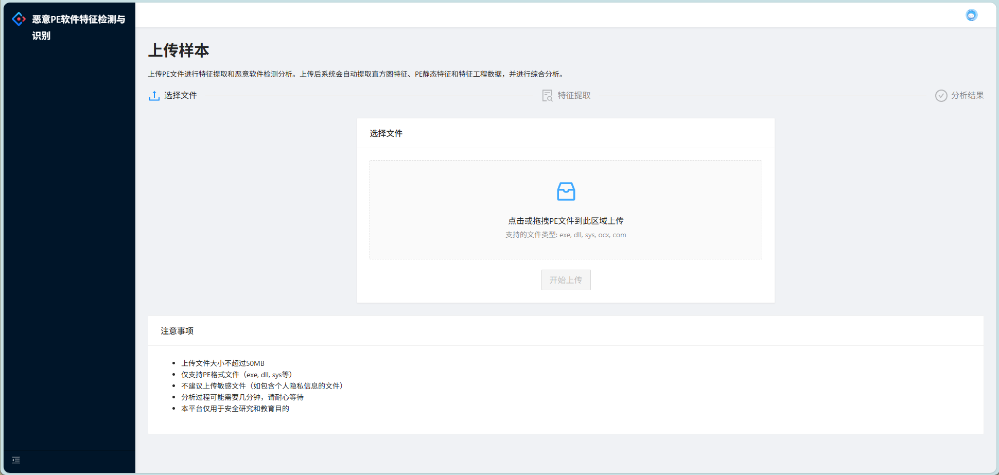 恶意PE软件特征检测与
识别
上传样本
上传PE文件进行特征提取和恶意软件检测分析。上传后系统会自动提取直方图特征、PE静态特征和特征工程数据，并进行综合分析。
选择文件
特征提取
分析结果
选择文件
点击或拖拽PE文件到此区域上传
支持的文件类型: exe, dll, sys, ocx, com
开始上传
注意事项
上传文件大小不超过50MB
仅支持PE格式文件（exe, dll, sys等）
不建议上传敏感文件（如包含个人隐私信息的文件）
分析过程可能需要几分钟，请耐心等待
本平台仅用于安全研究和教育目的